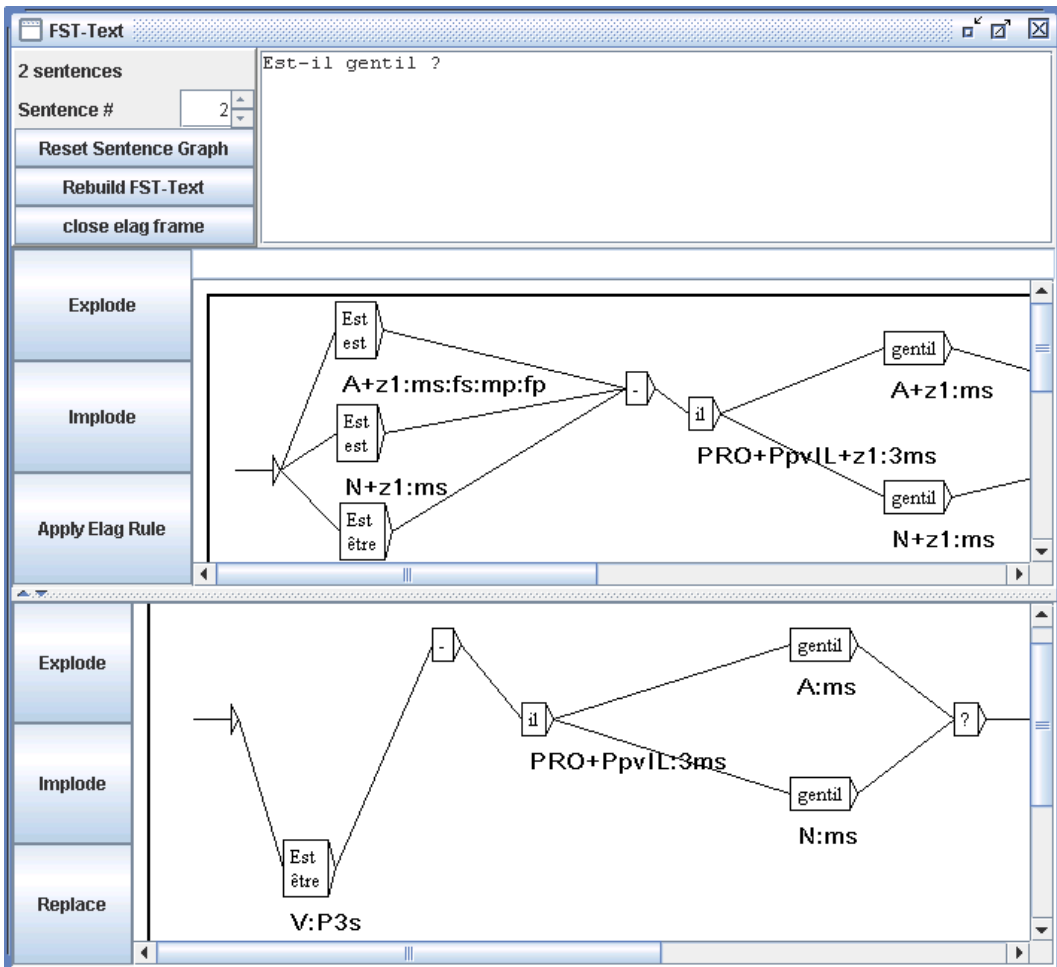 FST-Text
2 sentences
Est-il gentil ?
Sentence #
2
Reset Sentence Graph
Rebuild FST-Text
close elag frame
Explode
Implode
Apply Elag Rule
Est
est
A+z1:ms:fs:mp:fp
Est
est
N+z1:ms
Est
être
-
il
PRO+PpvIL+z1:3ms
gentil
A+z1:ms
gentil
N+z1:ms
Explode
Implode
Replace
Est
être
V:P3s
-
il
PRO+PpvIL:3ms
gentil
A:ms
gentil
N:ms
?